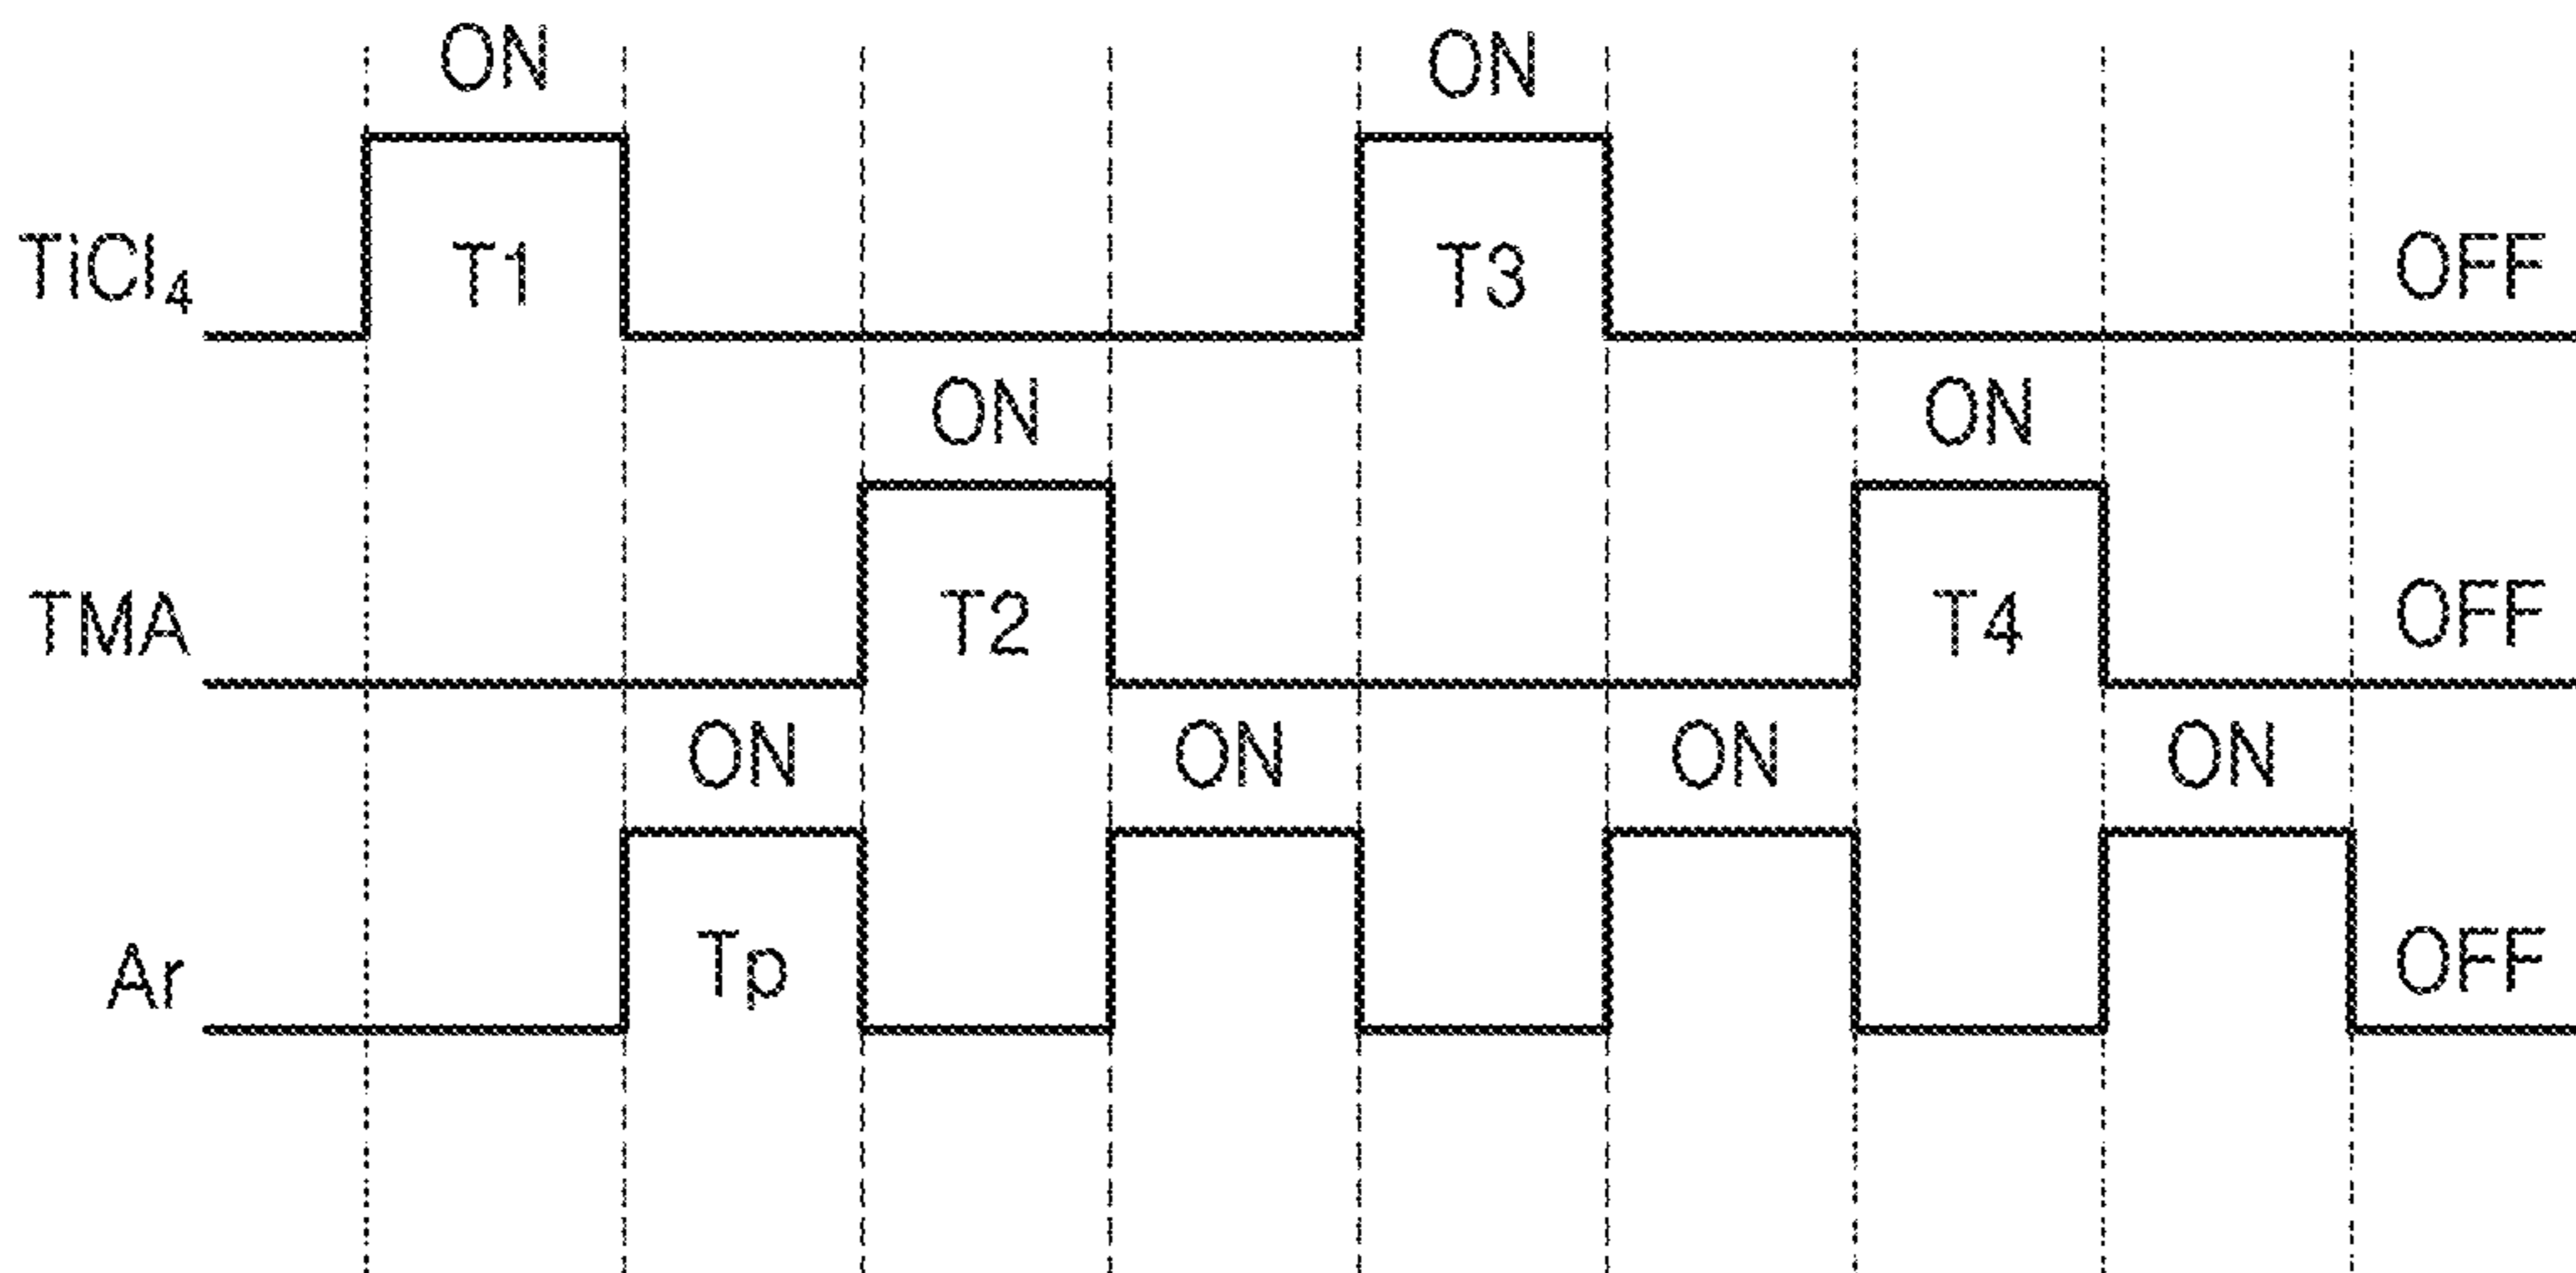 ON ON
TiCl4 T1 T3 OFF
ON ON
TMA T2 T4 OFF
ON ON ON ON
Ar Tp OFF